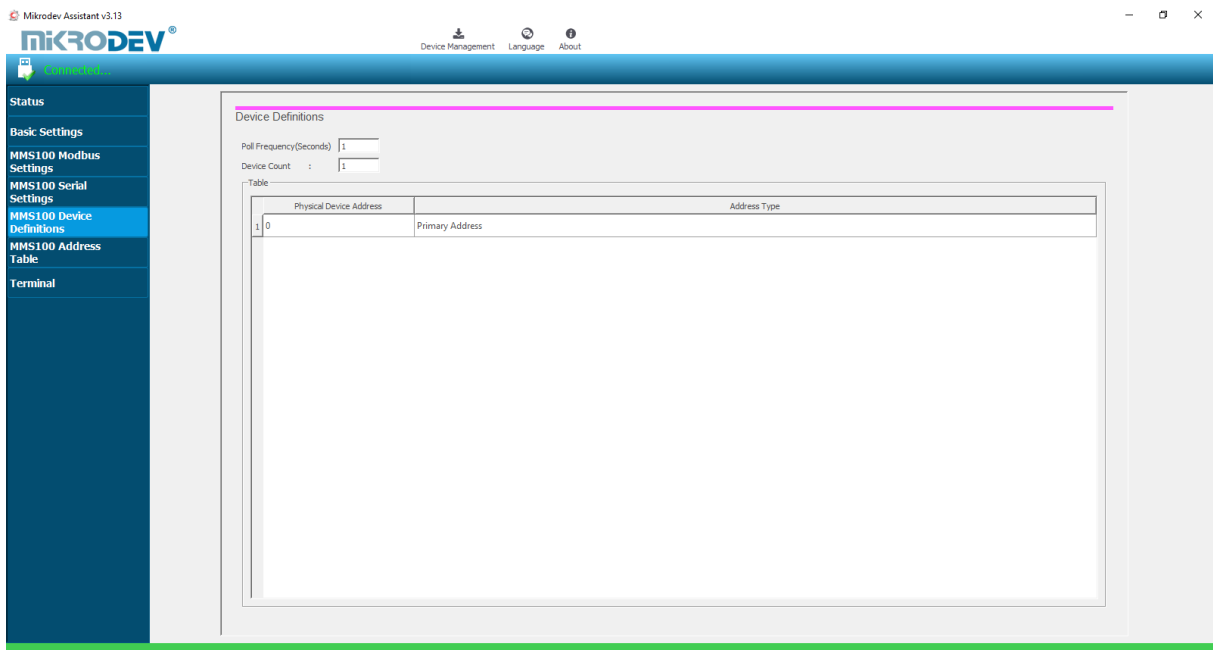 Mikrodev Assistant v3.13
MiKRODEV®
Device Management Language About
Connected...
Status
Basic Settings
MMS100 Modbus
Settings
MMS100 Serial
Settings
MMS100 Device
Definitions
MMS100 Address
Table
Terminal
Device Definitions
Poll Frequency(Seconds) 1
Device Count : 1
Table
Physical Device Address Address Type
1 0 Primary Address